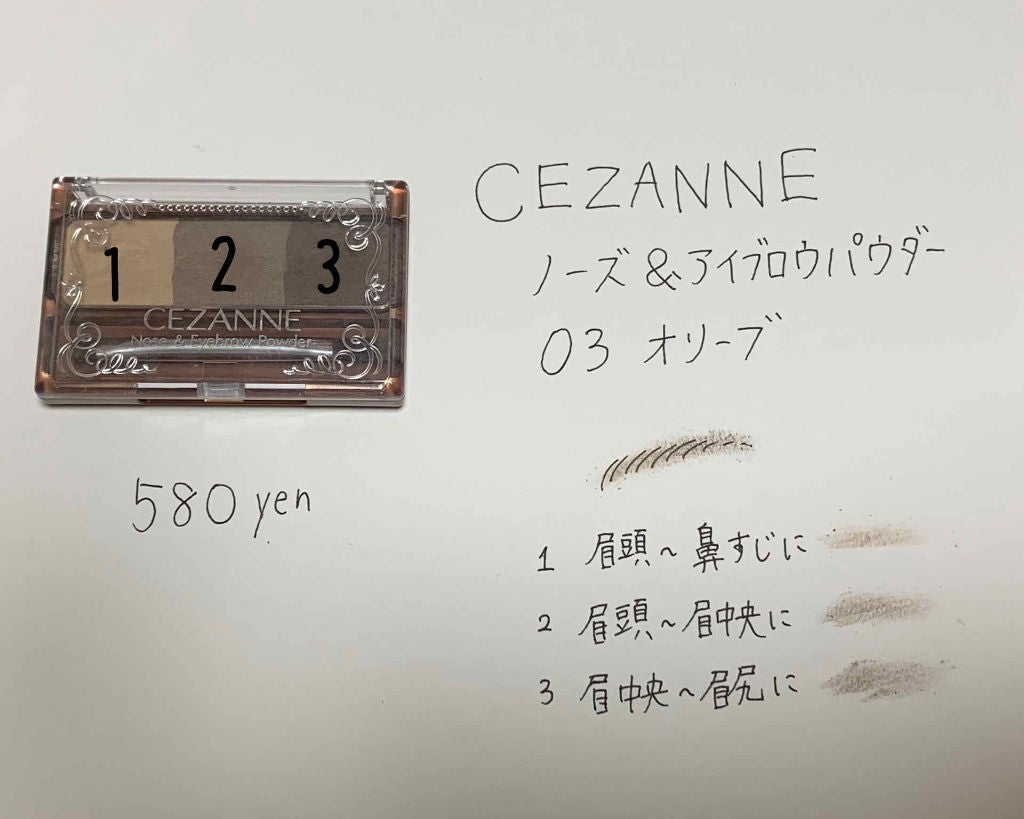 1 2 3
CEZANNE
Nose & Eyebrow Powder
580 yen
CEZANNE
ノーズ&アイブロウパウダー
03 オリーブ
1 眉頭~鼻すじに
2 眉頭~眉中央に
3 眉中央~眉尻に